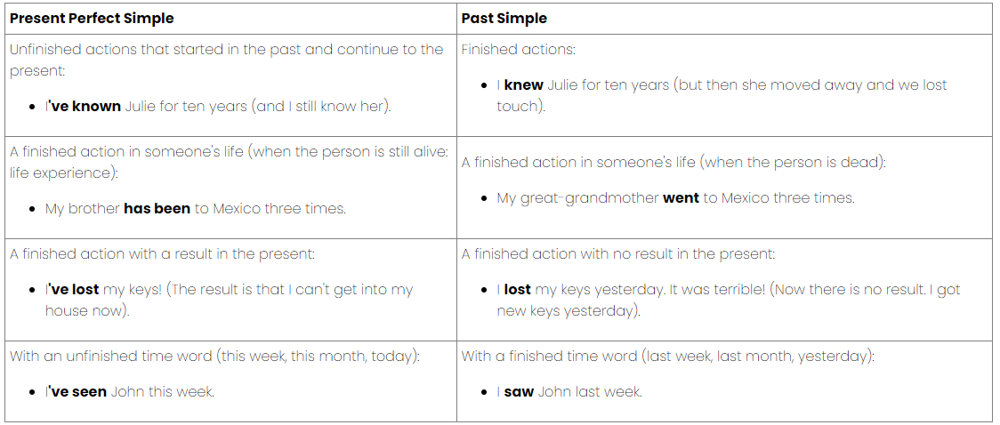 Present Perfect Simple
Past Simple
Unfinished actions that started in the past and continue to the
present:
• I've known Julie for ten years (and I still know her).
Finished actions:
• I knew Julie for ten years (but then she moved away and we lost
touch).
A finished action in someone's life (when the person is still alive:
life experience):
• My brother has been to Mexico three times.
A finished action in someone's life (when the person is dead):
• My great-grandmother went to Mexico three times.
A finished action with a result in the present:
• I've lost my keys! (The result is that I can't get into my
house now).
A finished action with no result in the present:
• I lost my keys yesterday. It was terrible! (Now there is no result. I got
new keys yesterday).
With an unfinished time word (this week, this month, today):
• I've seen John this week.
With a finished time word (last week, last month, yesterday):
• I saw John last week.